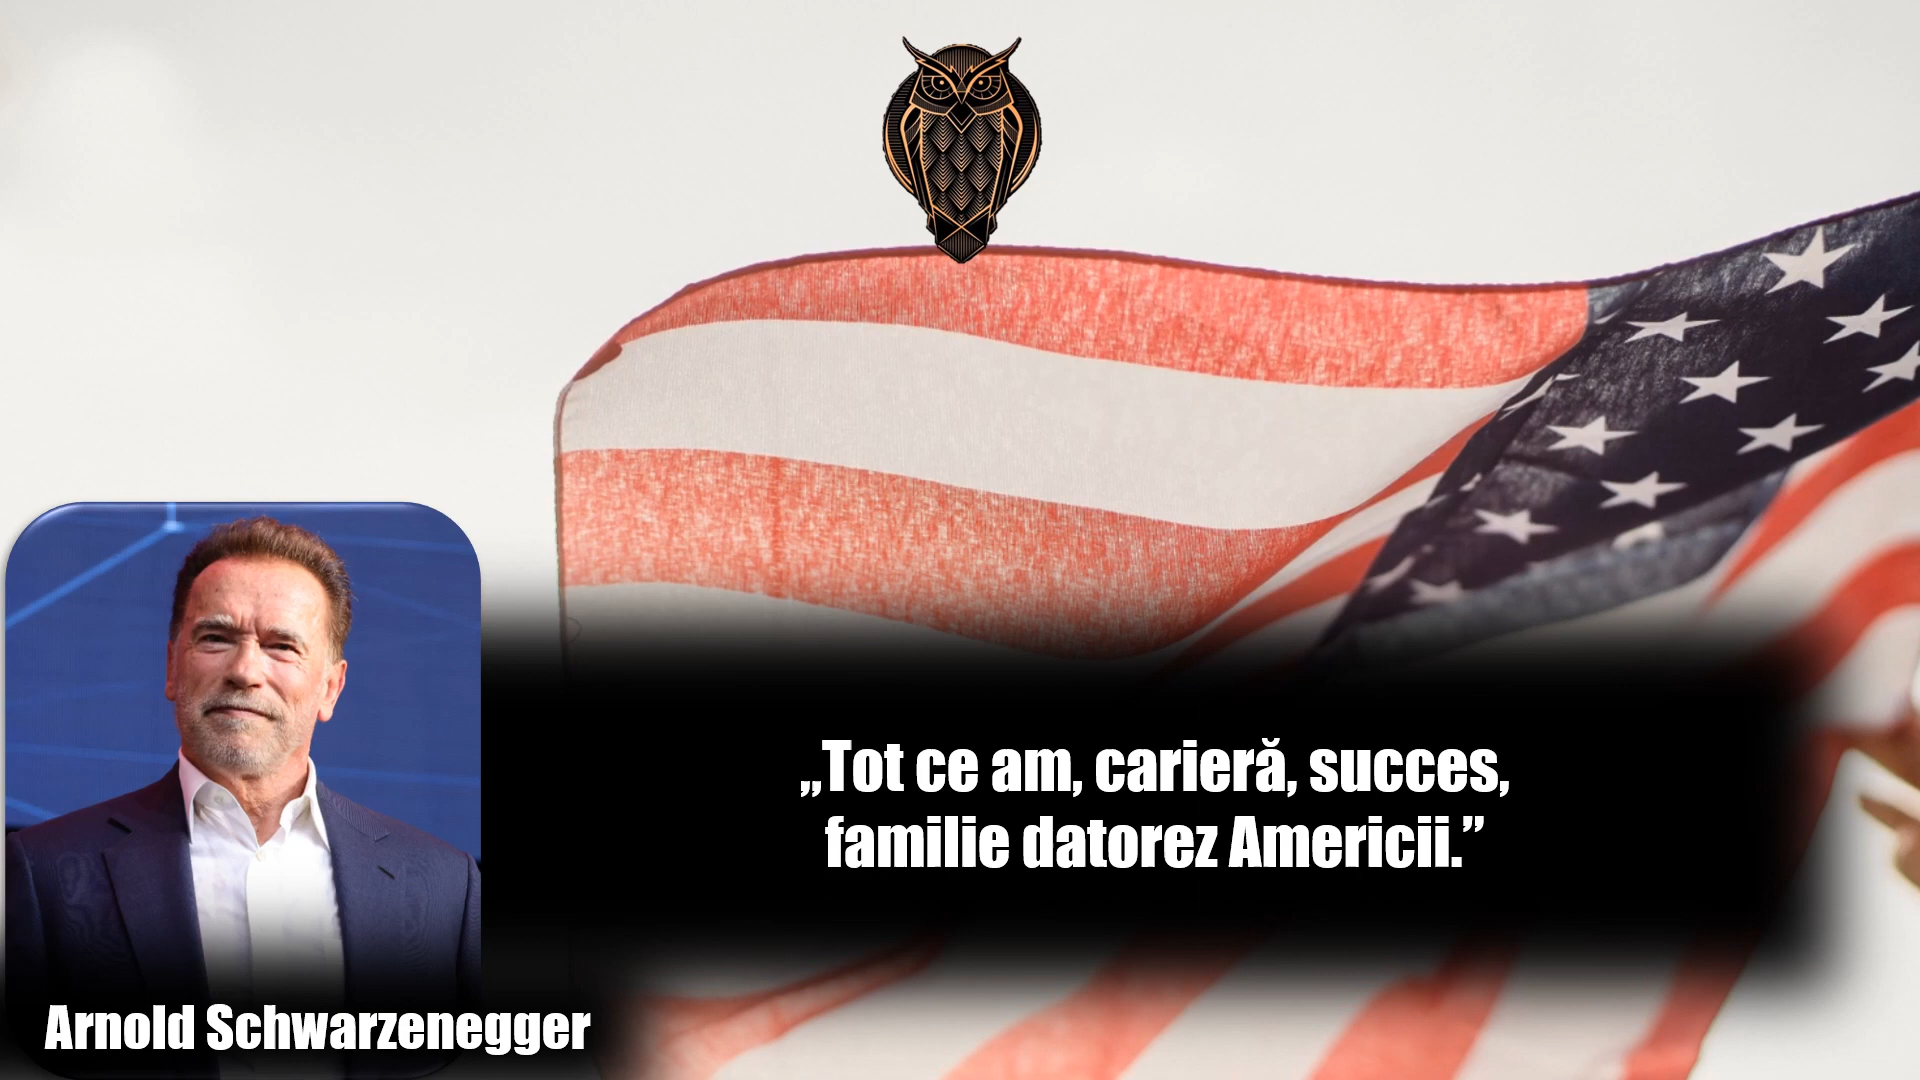 „Tot ce am, carieră, succes,
familie datorez Americii.”
Arnold Schwarzenegger